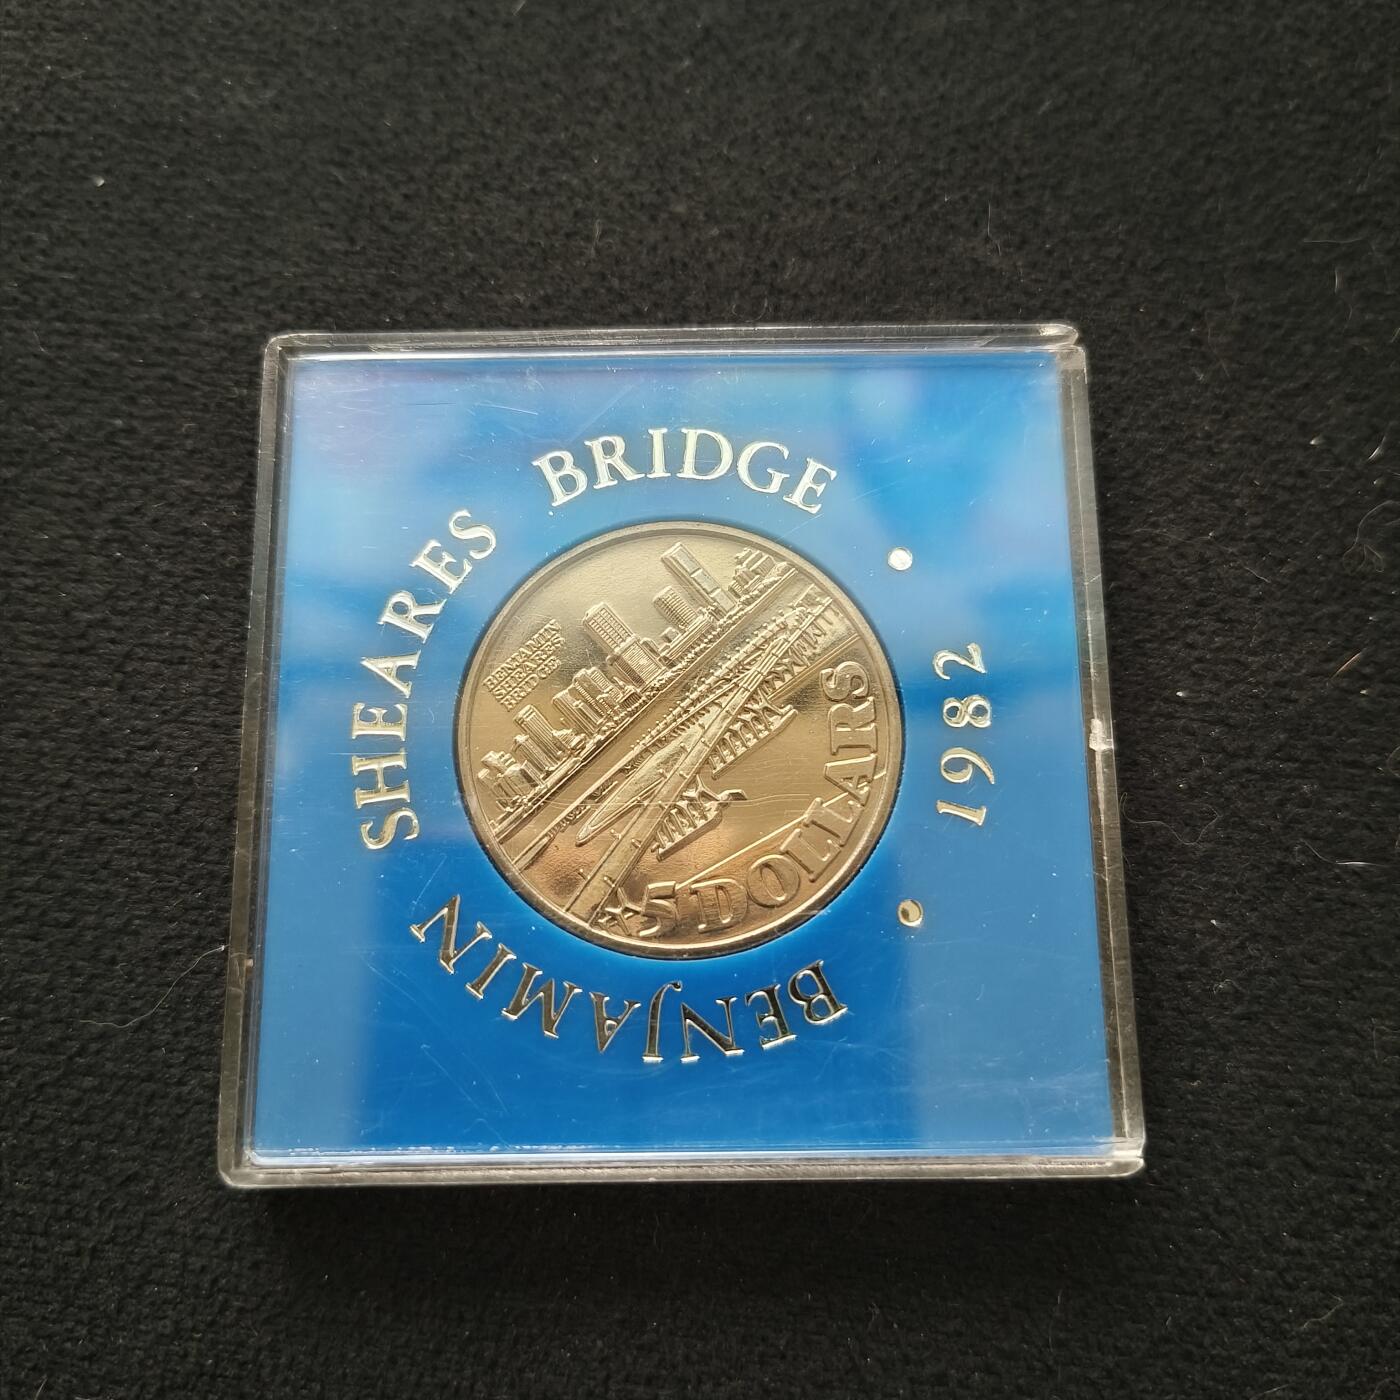 BENJAMIN SHEARES BRIDGE
1982
BENJAMIN
SHEARES
BRIDGE
5 DOLLARS